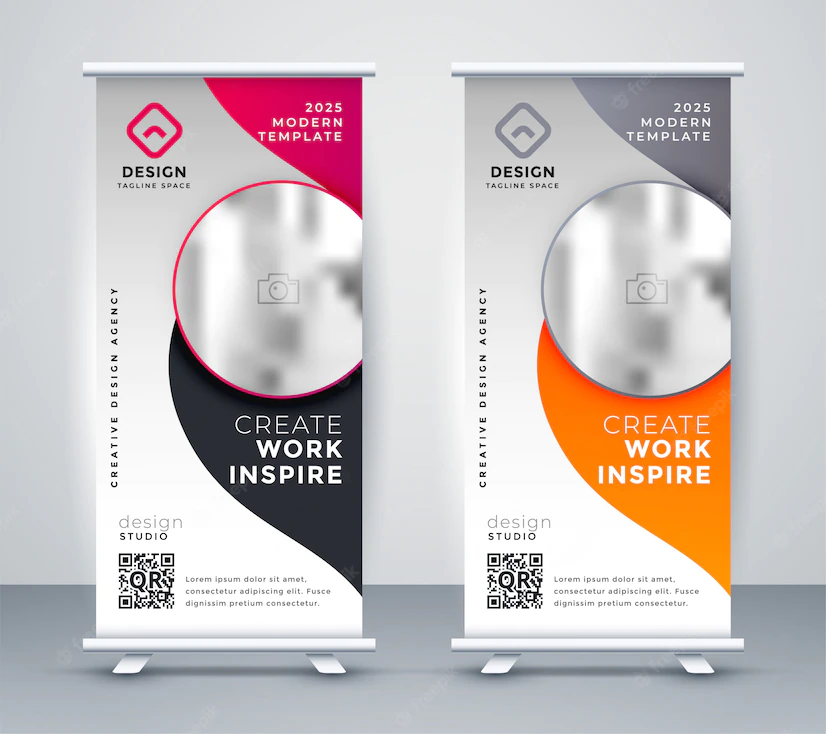 DESIGN
TAGLINE SPACE
2025
MODERN
TEMPLATE
CREATIVE DESIGN AGENCY
CREATE
WORK
INSPIRE
design
STUDIO
QR
Lorem ipsum dolor sit amet,
consectetur adipiscing elit. Fusce
dignissim pretium consectetur.
DESIGN
TAGLINE SPACE
2025
MODERN
TEMPLATE
CREATIVE DESIGN AGENCY
CREATE
WORK
INSPIRE
design
STUDIO
QR
Lorem ipsum dolor sit amet,
consectetur adipiscing elit. Fusce
dignissim pretium consectetur.